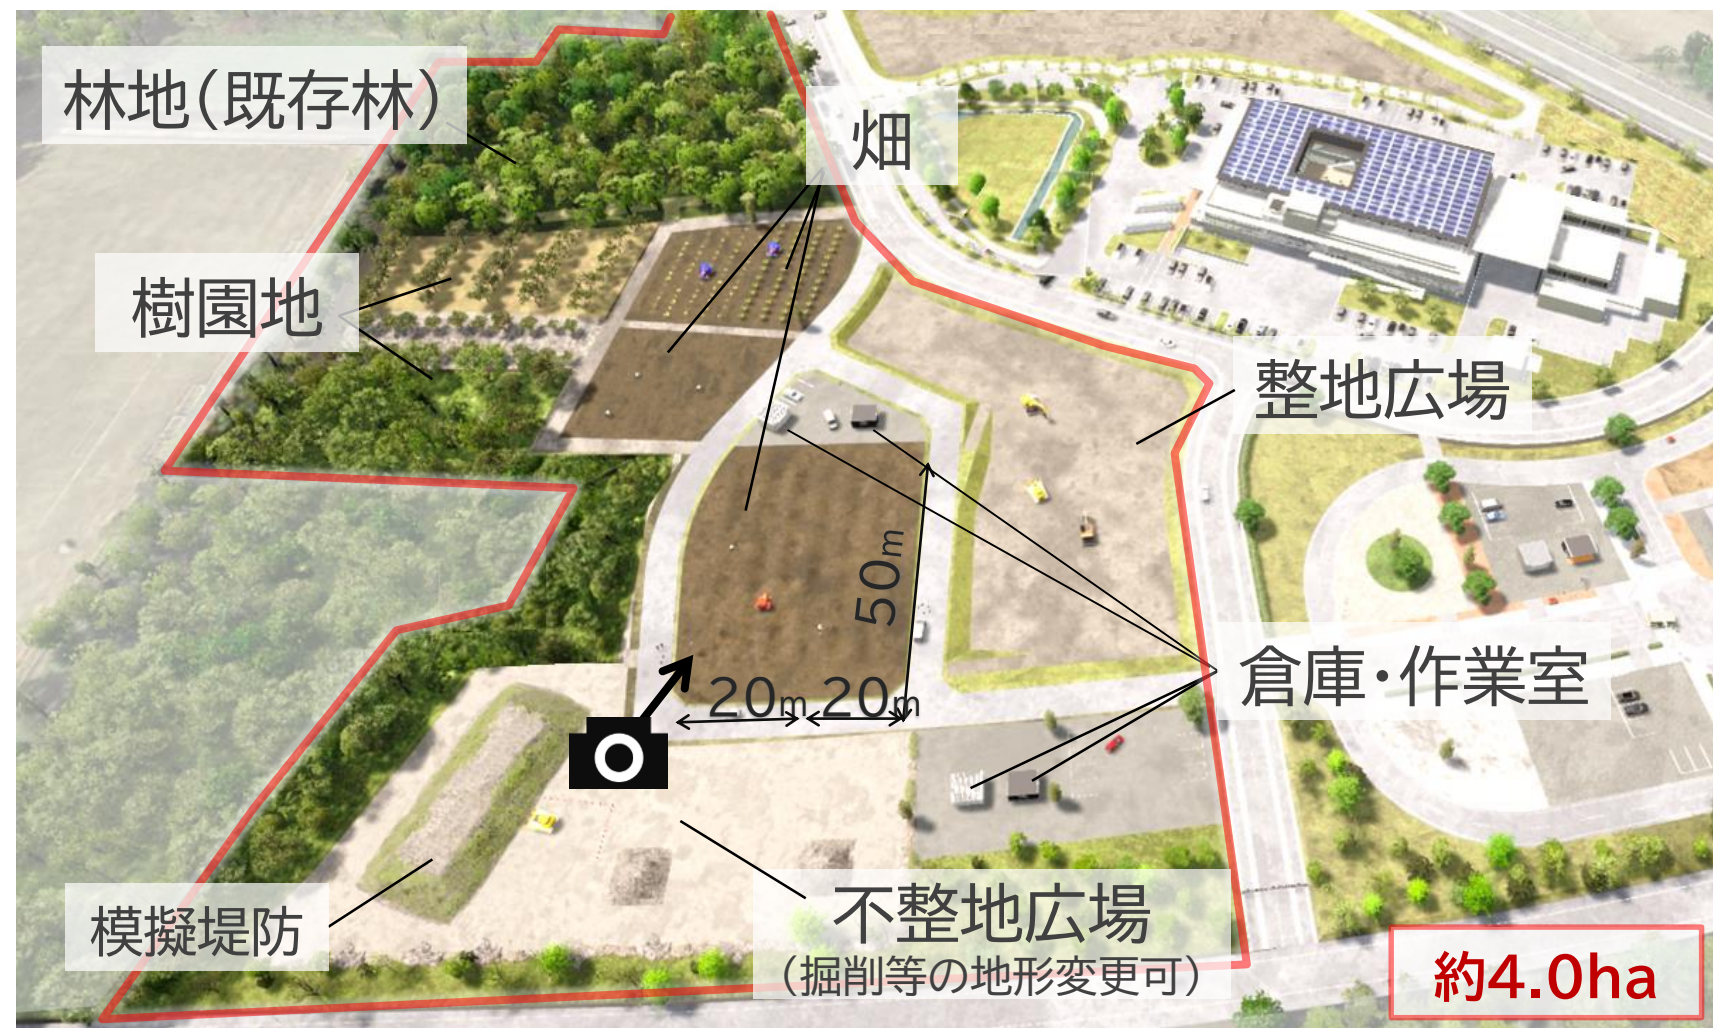 林地(既存林)
畑
樹園地
整地広場
50m
20m 20m
倉庫・作業室
模擬堤防
不整地広場
(掘削等の地形変更可)
約4.0ha